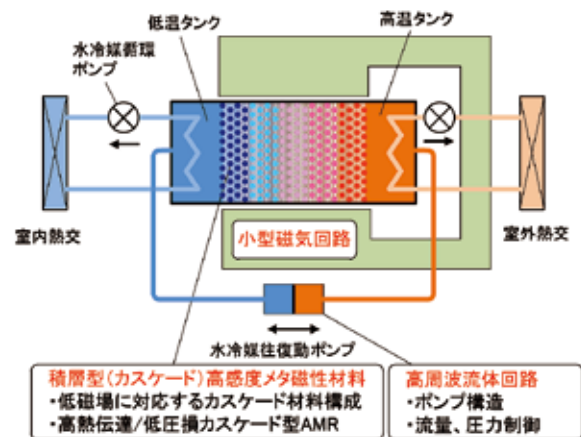 低温タンク
高温タンク
水冷媒循環
ポンプ
室内熱交
小型磁気回路
室外熱交
水冷媒往復動ポンプ
積層型（カスケード）高感度メタ磁性材料
・低磁場に対応するカスケード材料構成
・高熱伝達/低圧損カスケード型AMR
高周波流体回路
・ポンプ構造
・流量、圧力制御